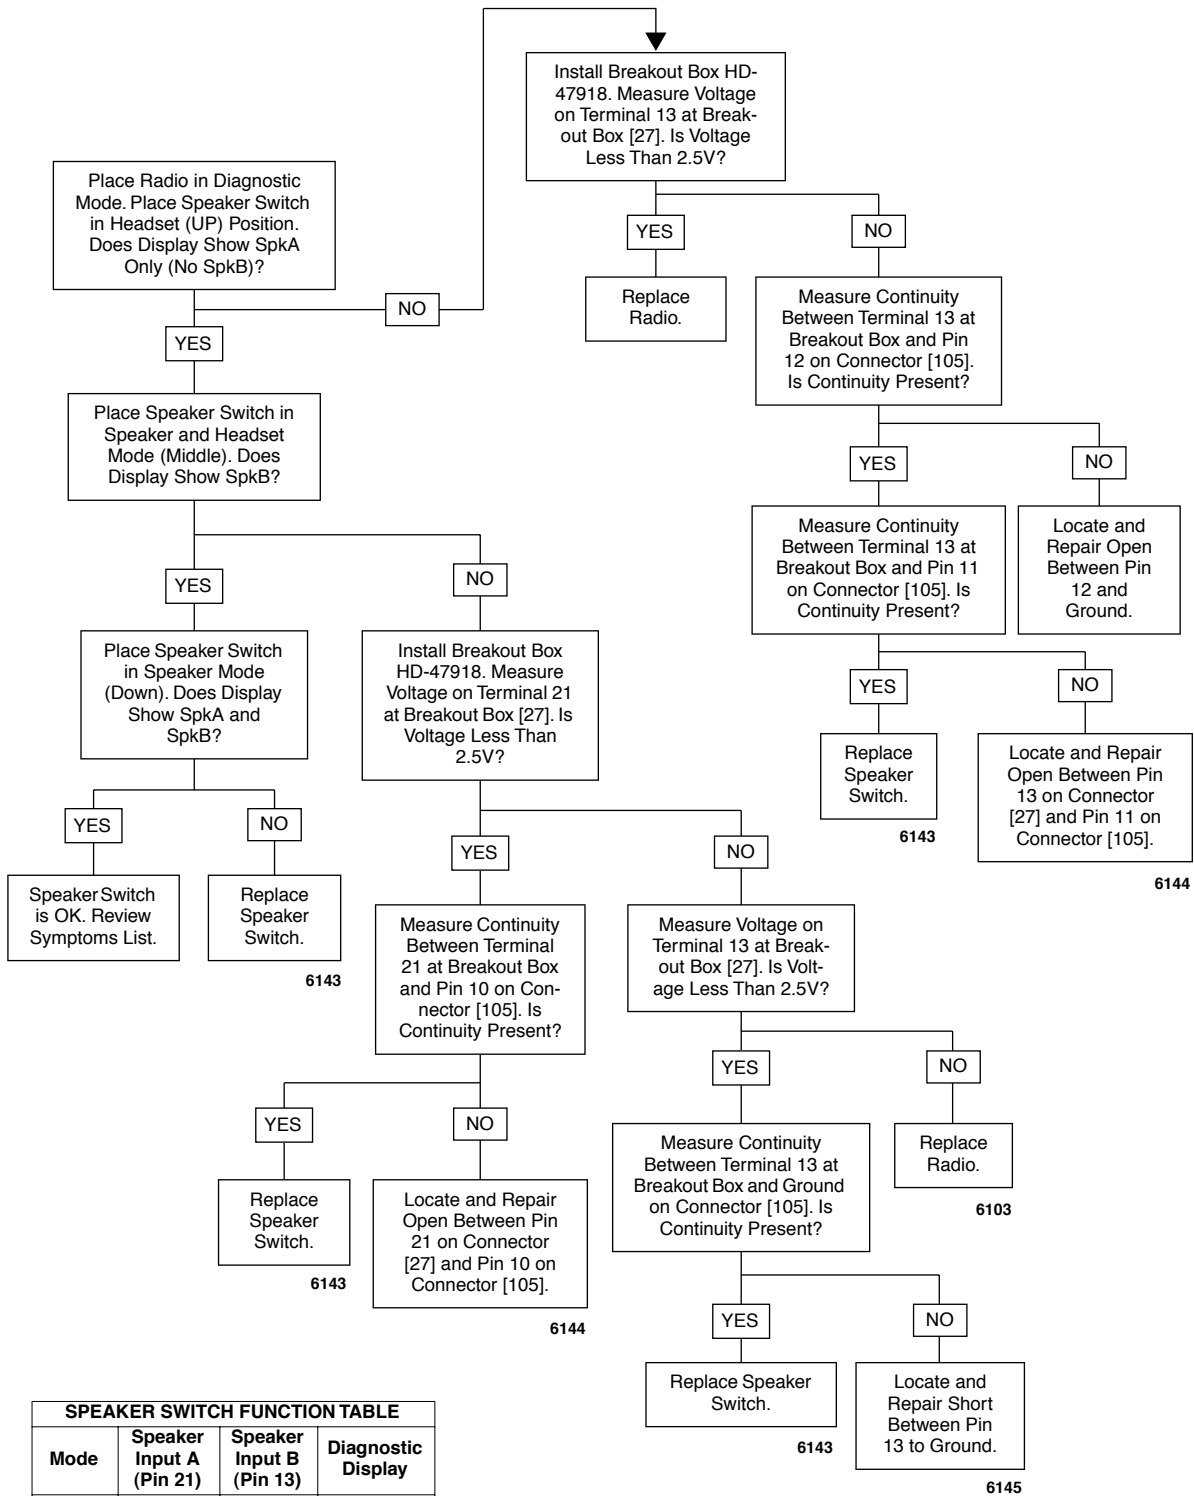 Install Breakout Box HD-
47918. Measure Voltage
on Terminal 13 at Break-
out Box [27]. Is Voltage
Less Than 2.5V?
Place Radio in Diagnostic
Mode. Place Speaker Switch
in Headset (UP) Position.
Does Display Show SpkA
Only (No SpkB)?
YES
NO
Replace
Radio.
Measure Continuity
Between Terminal 13 at
Breakout Box and Pin
12 on Connector [105].
Is Continuity Present?
NO
YES
Place Speaker Switch in
Speaker and Headset
Mode (Middle). Does
Display Show SpkB?
YES
NO
Measure Continuity
Between Terminal 13 at
Breakout Box and Pin 11
on Connector [105]. Is
Continuity Present?
Locate and
Repair Open
Between Pin
12 and
Ground.
YES
NO
Place Speaker Switch
in Speaker Mode
(Down). Does Display
Show SpkA and
SpkB?
Install Breakout Box
HD-47918. Measure
Voltage on Terminal 21
at Breakout Box [27]. Is
Voltage Less Than
2.5V?
YES
NO
Replace
Speaker
Switch.
6143
Locate and Repair
Open Between Pin
13 on Connector
[27] and Pin 11 on
Connector [105].
6144
YES
NO
Speaker Switch
is OK. Review
Symptoms List.
Replace
Speaker
Switch.
6143
YES
NO
Measure Continuity
Between Terminal
21 at Breakout Box
and Pin 10 on Con-
nector [105]. Is
Continuity Present?
Measure Voltage on
Terminal 13 at Break-
out Box [27]. Is Volt-
age Less Than 2.5V?
YES
NO
YES
NO
Replace
Speaker
Switch.
6143
Locate and Repair
Open Between Pin
21 on Connector
[27] and Pin 10 on
Connector [105].
6144
Measure Continuity
Between Terminal 13 at
Breakout Box and Ground
on Connector [105]. Is
Continuity Present?
Replace
Radio.
6103
YES
NO
Replace Speaker
Switch.
6143
Locate and
Repair Short
Between Pin
13 to Ground.
6145
SPEAKER SWITCH FUNCTION TABLE
Mode
Speaker
Input A
(Pin 21)
Speaker
Input B
(Pin 13)
Diagnostic
Display